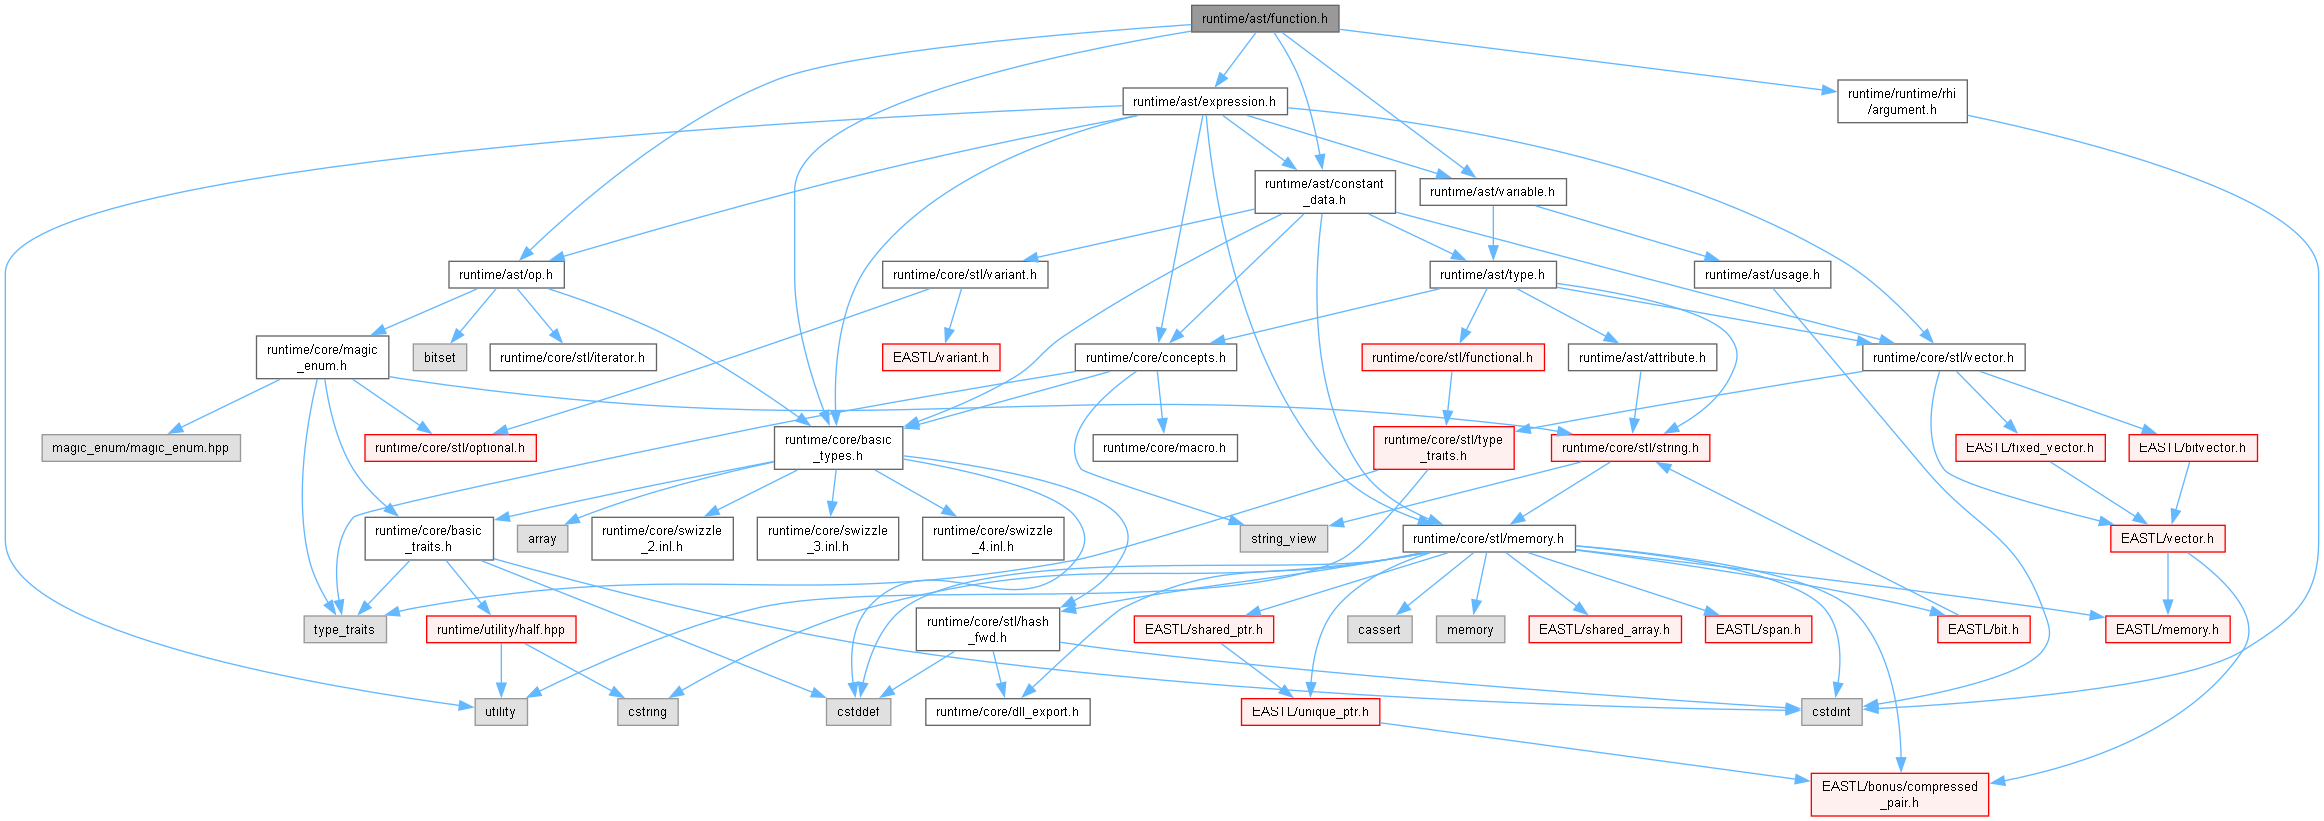 runtime/ast/function.h
runtime/ast/expression.h
runtime/runtime/rhi
/argument.h
runtime/ast/constant
_data.h
runtime/ast/variable.h
runtime/ast/op.h
runtime/core/stl/variant.h
runtime/ast/type.h
runtime/ast/usage.h
runtime/core/magic
_enum.h
bitset
runtime/core/stl/iterator.h
EASTL/variant.h
runtime/core/concepts.h
runtime/core/stl/functional.h
runtime/ast/attribute.h
runtime/core/stl/vector.h
magic_enum/magic_enum.hpp
runtime/core/stl/optional.h
runtime/core/basic
_types.h
runtime/core/macro.h
runtime/core/stl/type
_traits.h
runtime/core/stl/string.h
EASTL/fixed_vector.h
EASTL/bitvector.h
runtime/core/basic
_traits.h
array
runtime/core/swizzle
_2.inl.h
runtime/core/swizzle
_3.inl.h
runtime/core/swizzle
_4.inl.h
string_view
runtime/core/stl/memory.h
EASTL/vector.h
type_traits
runtime/utility/half.hpp
runtime/core/stl/hash
_fwd.h
EASTL/shared_ptr.h
cassert
memory
EASTL/shared_array.h
EASTL/span.h
EASTL/bit.h
EASTL/memory.h
utility
cstring
cstddef
runtime/core/dll_export.h
EASTL/unique_ptr.h
cstdint
EASTL/bonus/compressed
_pair.h